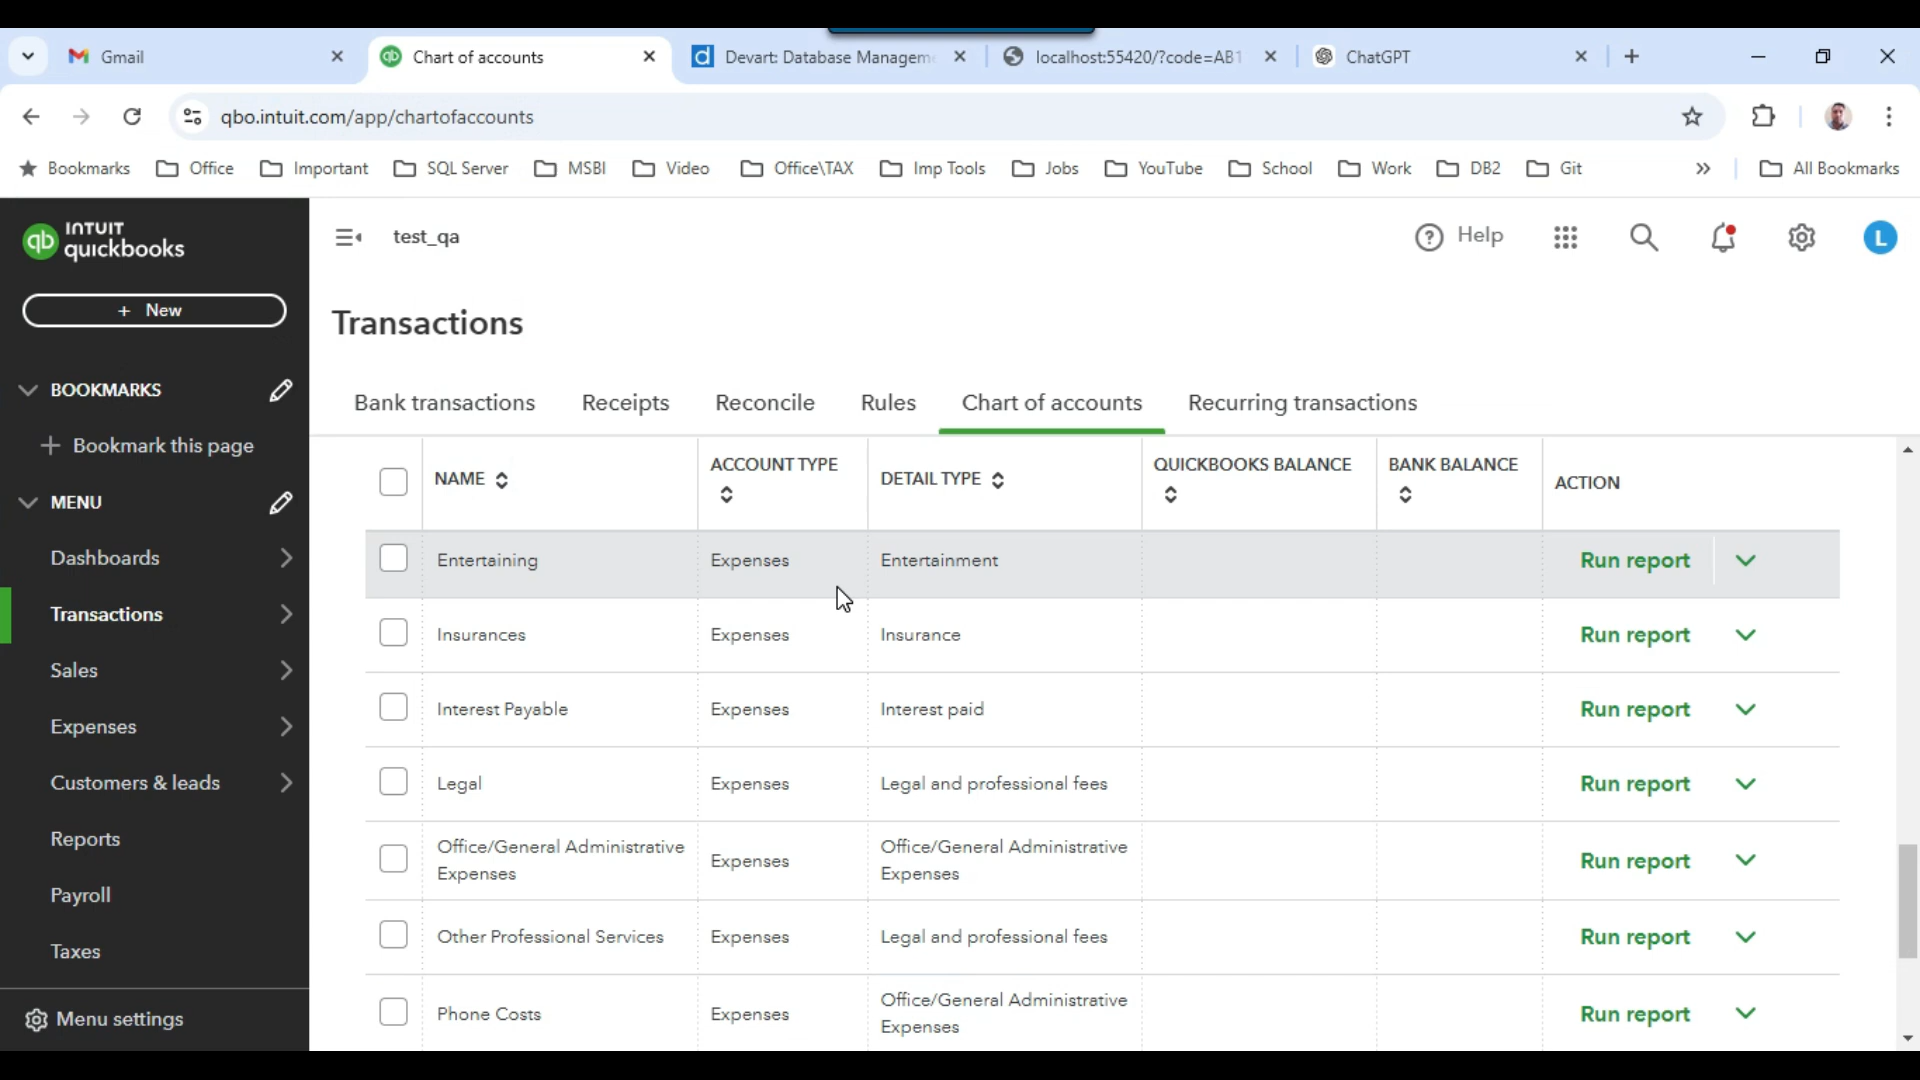 Gmail
Chart of accounts
Devart: Database Managem
localhost:55420/?code=AB1
ChatGPT
qbo.intuit.com/app/chartofaccounts
Bookmarks Office Important SQL Server MSBI Video Office\TAX Imp Tools Jobs YouTube School Work DB2 Git » All Bookmarks
INTUIT
quickbooks
test_qa
Help
L
+ New
Transactions
BOOKMARKS
+ Bookmark this page
MENU
Dashboards
Transactions
Sales
Expenses
Customers & leads
Reports
Payroll
Taxes
Menu settings
Bank transactions Receipts Reconcile Rules Chart of accounts Recurring transactions
NAME ACCOUNT TYPE DETAIL TYPE QUICKBOOKS BALANCE BANK BALANCE ACTION
Entertaining Expenses Entertainment Run report
Insurances Expenses Insurance Run report
Interest Payable Expenses Interest paid Run report
Legal Expenses Legal and professional fees Run report
Office/General Administrative Expenses Expenses Office/General Administrative Expenses Run report
Other Professional Services Expenses Legal and professional fees Run report
Phone Costs Expenses Office/General Administrative Expenses Run report